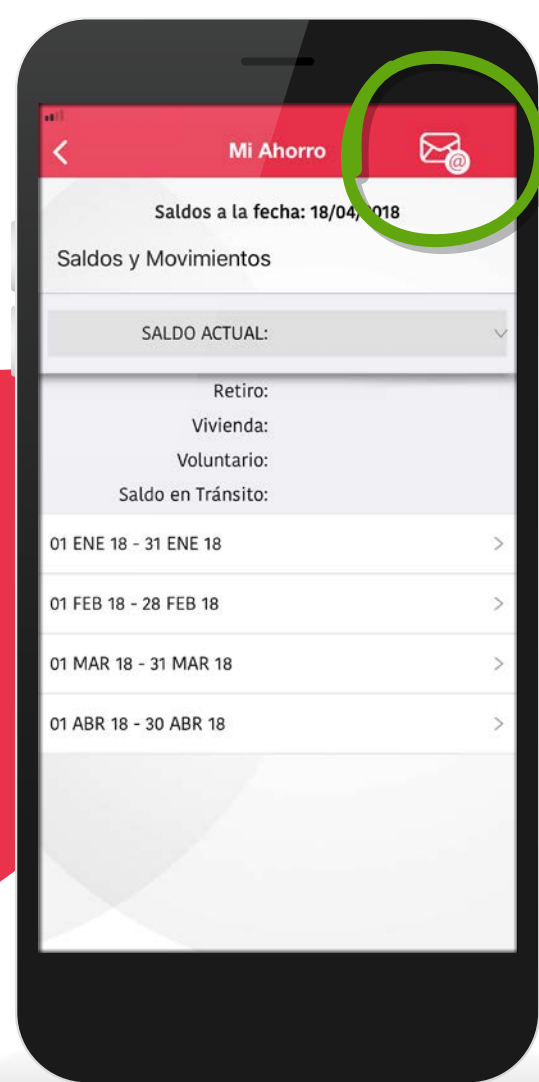 Mi Ahorro
@
Saldos a la fecha: 18/04/2018
Saldos y Movimientos
SALDO ACTUAL:
Retiro:
Vivienda:
Voluntario:
Saldo en Tránsito:
01 ENE 18 - 31 ENE 18
01 FEB 18 - 28 FEB 18
01 MAR 18 - 31 MAR 18
01 ABR 18 - 30 ABR 18